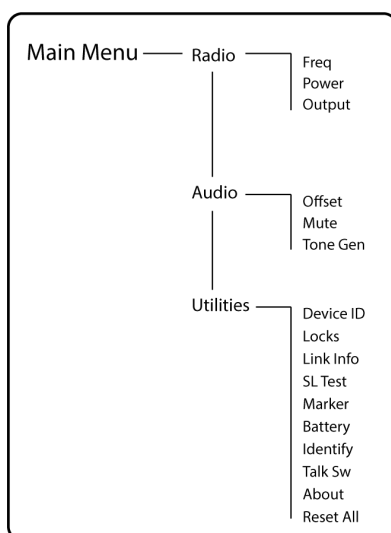 Main Menu
Radio
Freq
Power
Output
Audio
Offset
Mute
Tone Gen
Utilities
Device ID
Locks
Link Info
SL Test
Marker
Battery
Identify
Talk Sw
About
Reset All